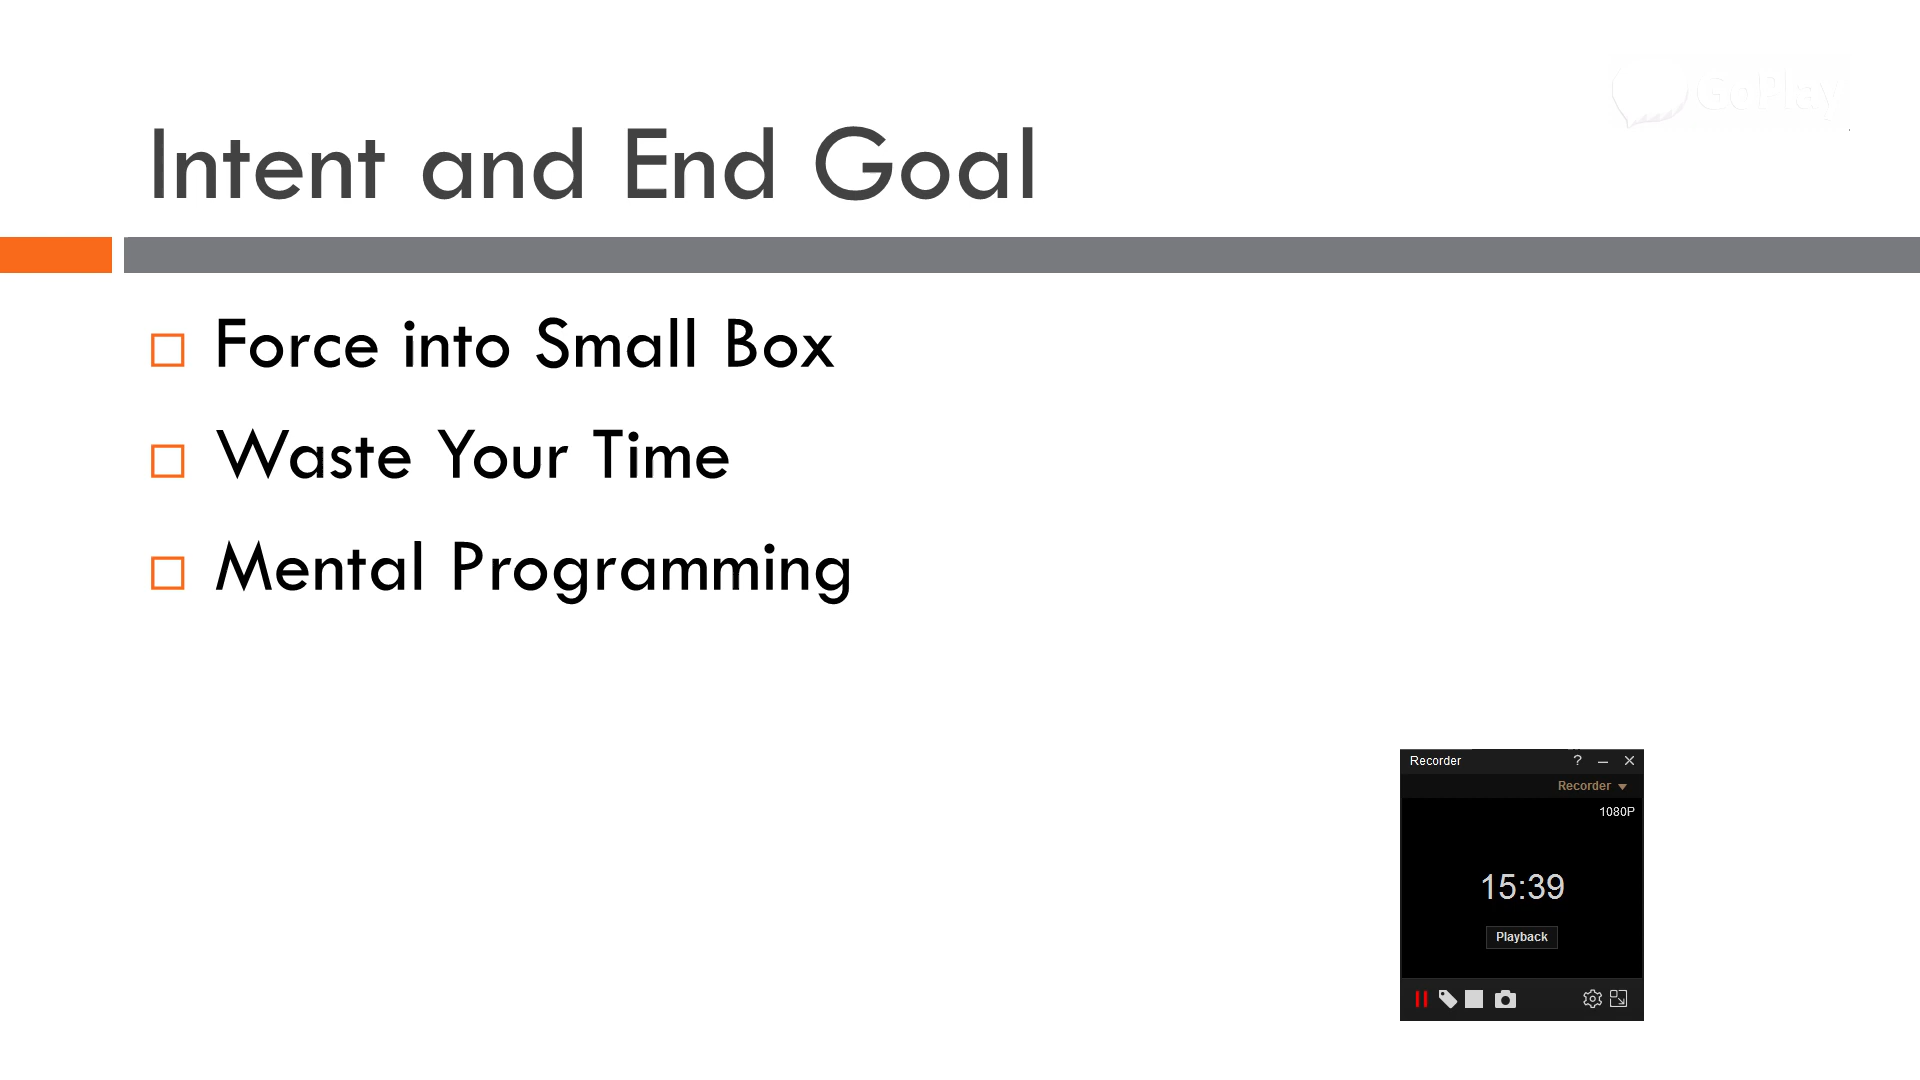 GoPlay
Intent and End Goal
Force into Small Box
Waste Your Time
Mental Programming
Recorder ? – ×
Recorder
1080P
15:39
Playback